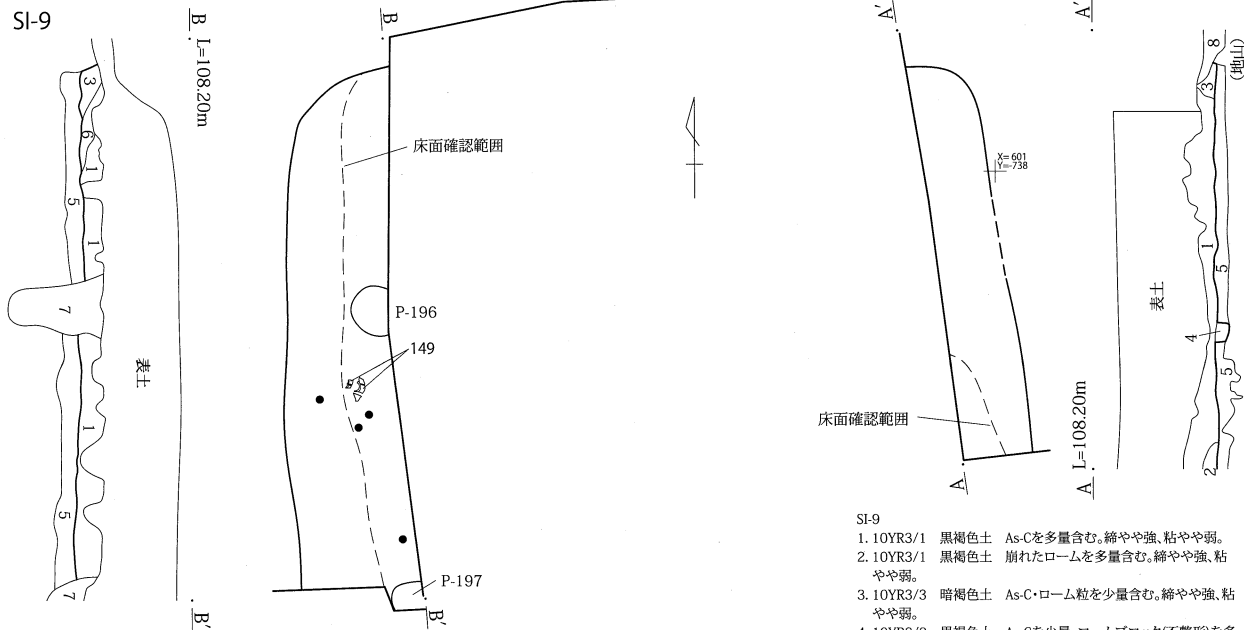 SI-9
B
L=108.20m
B
A'
A'
8
(地山)
3
3
6
1
5
1
7
表土
1
5
7
B'
床面確認範囲
P-196
149
P-197
B'
X= 601
Y=-738
床面確認範囲
A
A
L=108.20m
表土
1
5
4
5
2
SI-9
1. 10YR3/1 黒褐色土 As-Cを多量含む。締やや強、粘やや弱。
2. 10YR3/1 黒褐色土 崩れたロームを多量含む。締やや強、粘
やや弱。
3. 10YR3/3 暗褐色土 As-C・ローム粒を少量含む。締やや強、粘
やや弱。